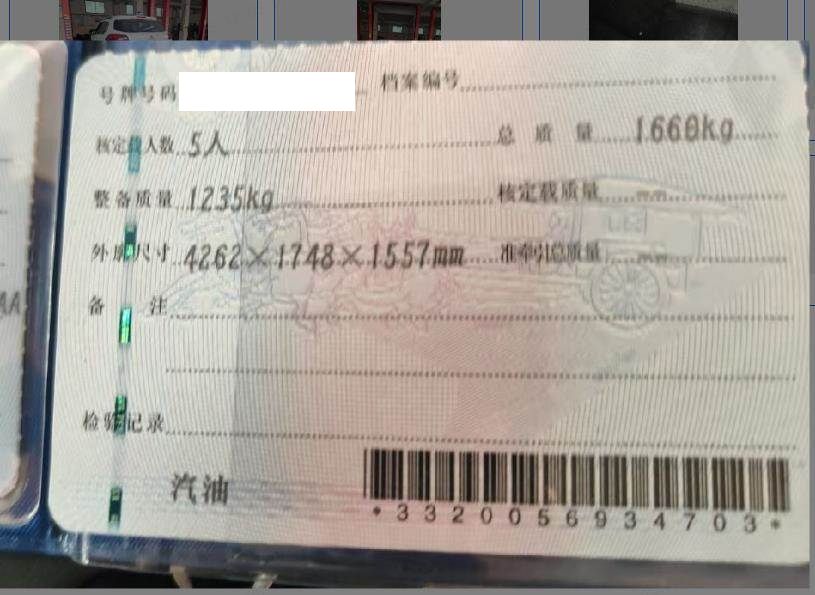 号牌号码 档案编号
核定载人数 5人 总质量 1660kg
整备质量 1235kg 核定载质量 --
外廓尺寸 4262×1748×1557mm 准牵引总质量 --
备注
检验记录
汽油
*3320056934703*